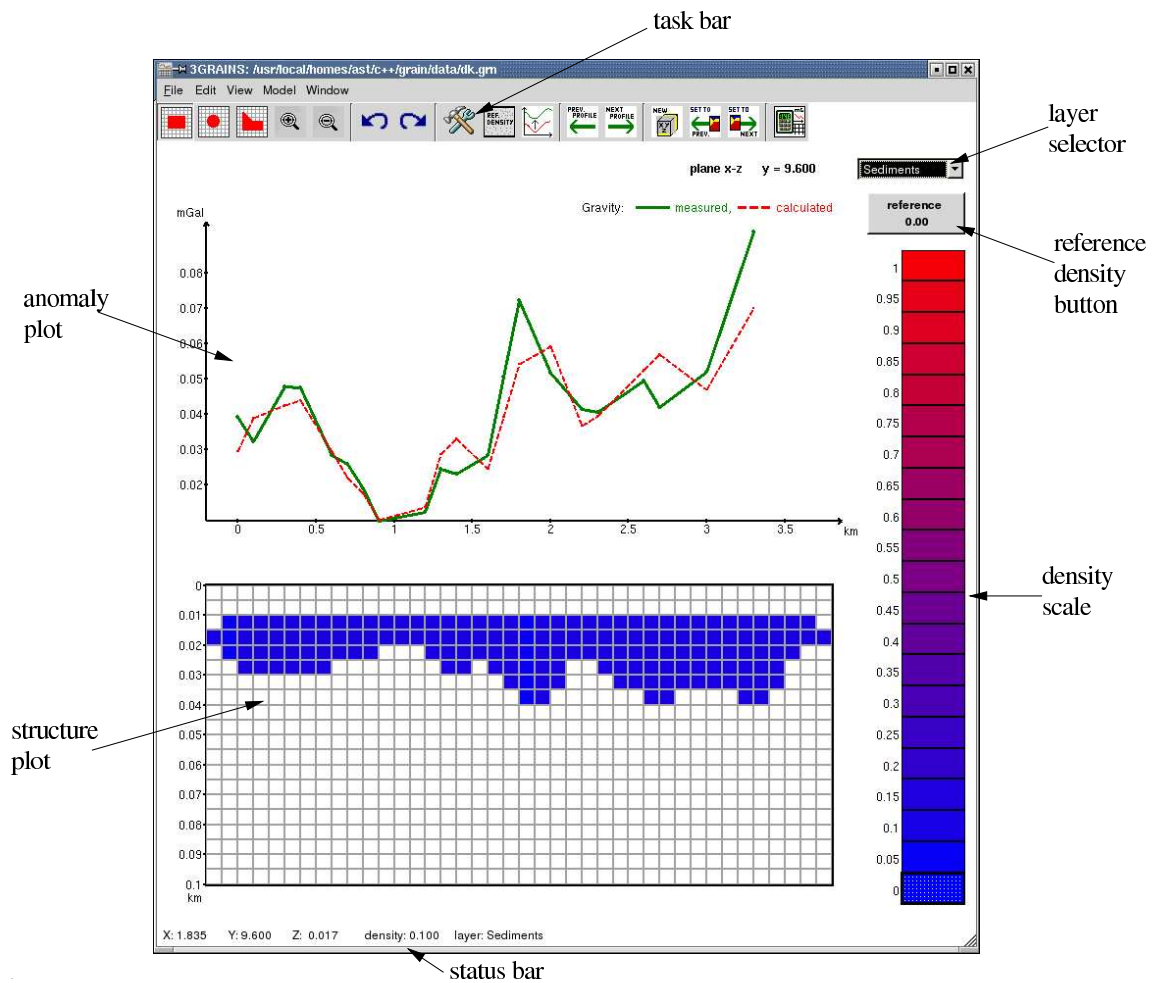 task bar
3GRAINS: /usr/local/homes/ast/c++/grain/data/dk.grn
File Edit View Model Window
REF. DENSITY
PREV. PROFILE
NEXT PROFILE
NEW
XYZ
SET TO PREV.
SET TO NEXT
layer
selector
plane x-z y = 9.600
Sediments
reference
0.00
reference
density
button
mGal
Gravity: measured, calculated
anomaly
plot
0.08
0.07
0.06
0.05
0.04
0.03
0.02
0 0.5 1 1.5 2 2.5 3 3.5
km
1
0.95
0.9
0.85
0.8
0.75
0.7
0.65
0.6
0.55
0.5
0.45
0.4
0.35
0.3
0.25
0.2
0.15
0.1
0.05
0
density
scale
structure
plot
0
0.01
0.02
0.03
0.04
0.05
0.06
0.07
0.08
0.09
0.1
km
X: 1.835 Y: 9.600 Z: 0.017 density: 0.100 layer: Sediments
status bar